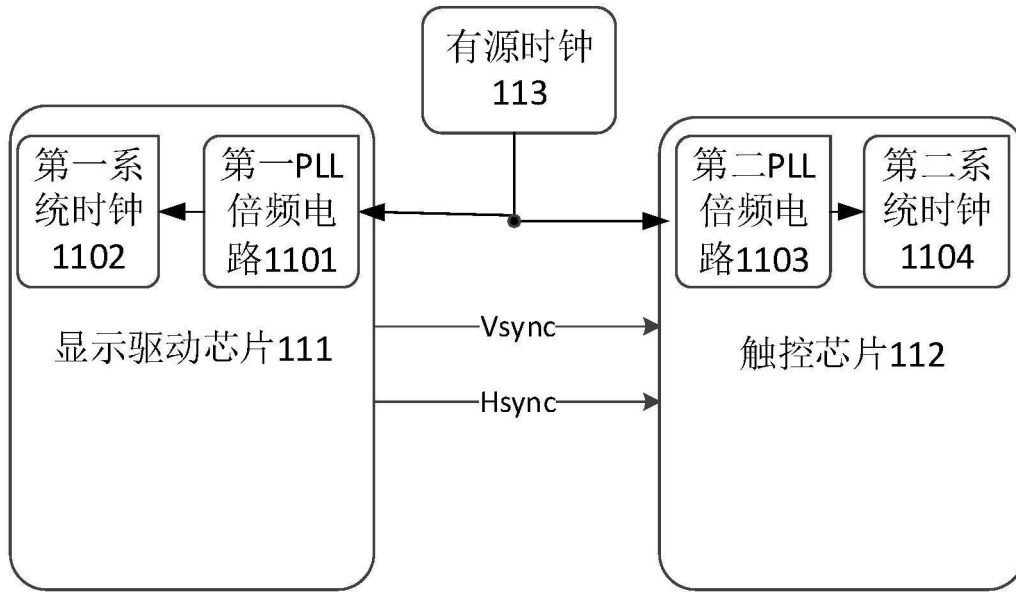 有源时钟
113
第一系
统时钟
1102
第一PLL
倍频电
路1101
第二PLL
倍频电
路1103
第二系
统时钟
1104
Vsync
显示驱动芯片111
触控芯片112
Hsync